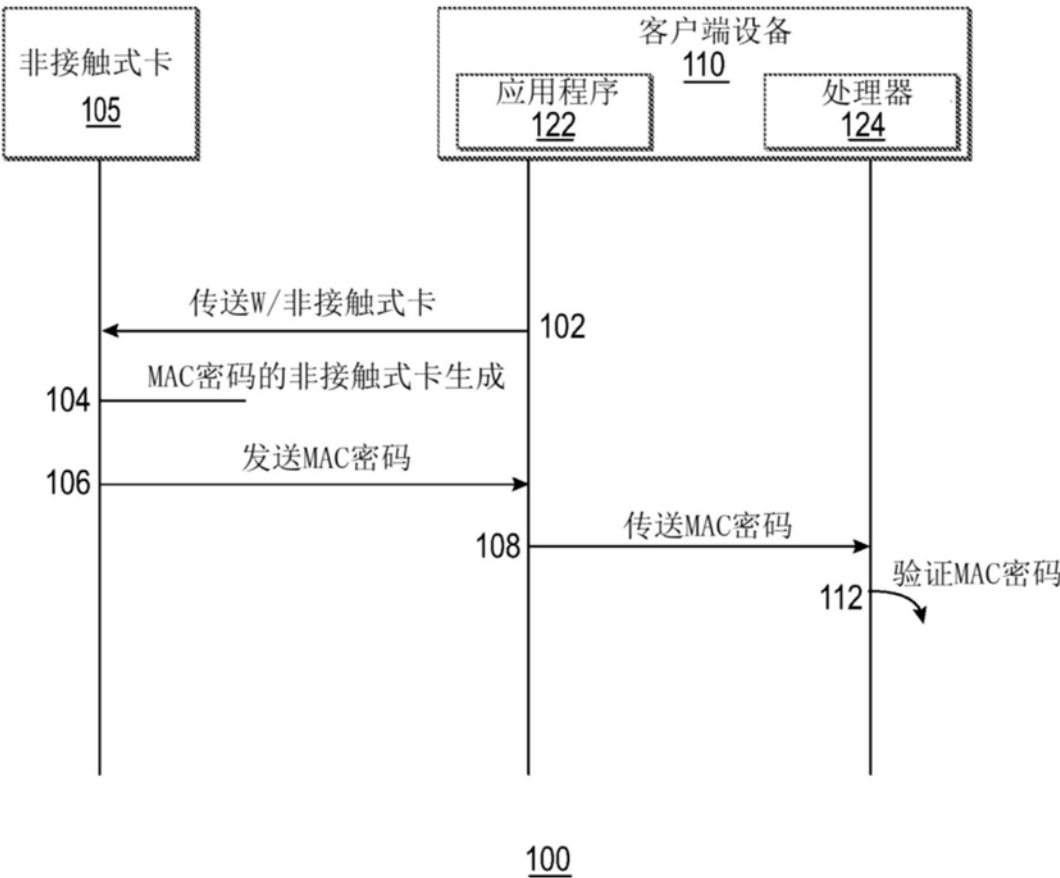 非接触式卡
105
客户端设备
110
应用程序
122
处理器
124
传送W/非接触式卡
102
MAC密码的非接触式卡生成
104
发送MAC密码
106
传送MAC密码
108
验证MAC密码
112
100